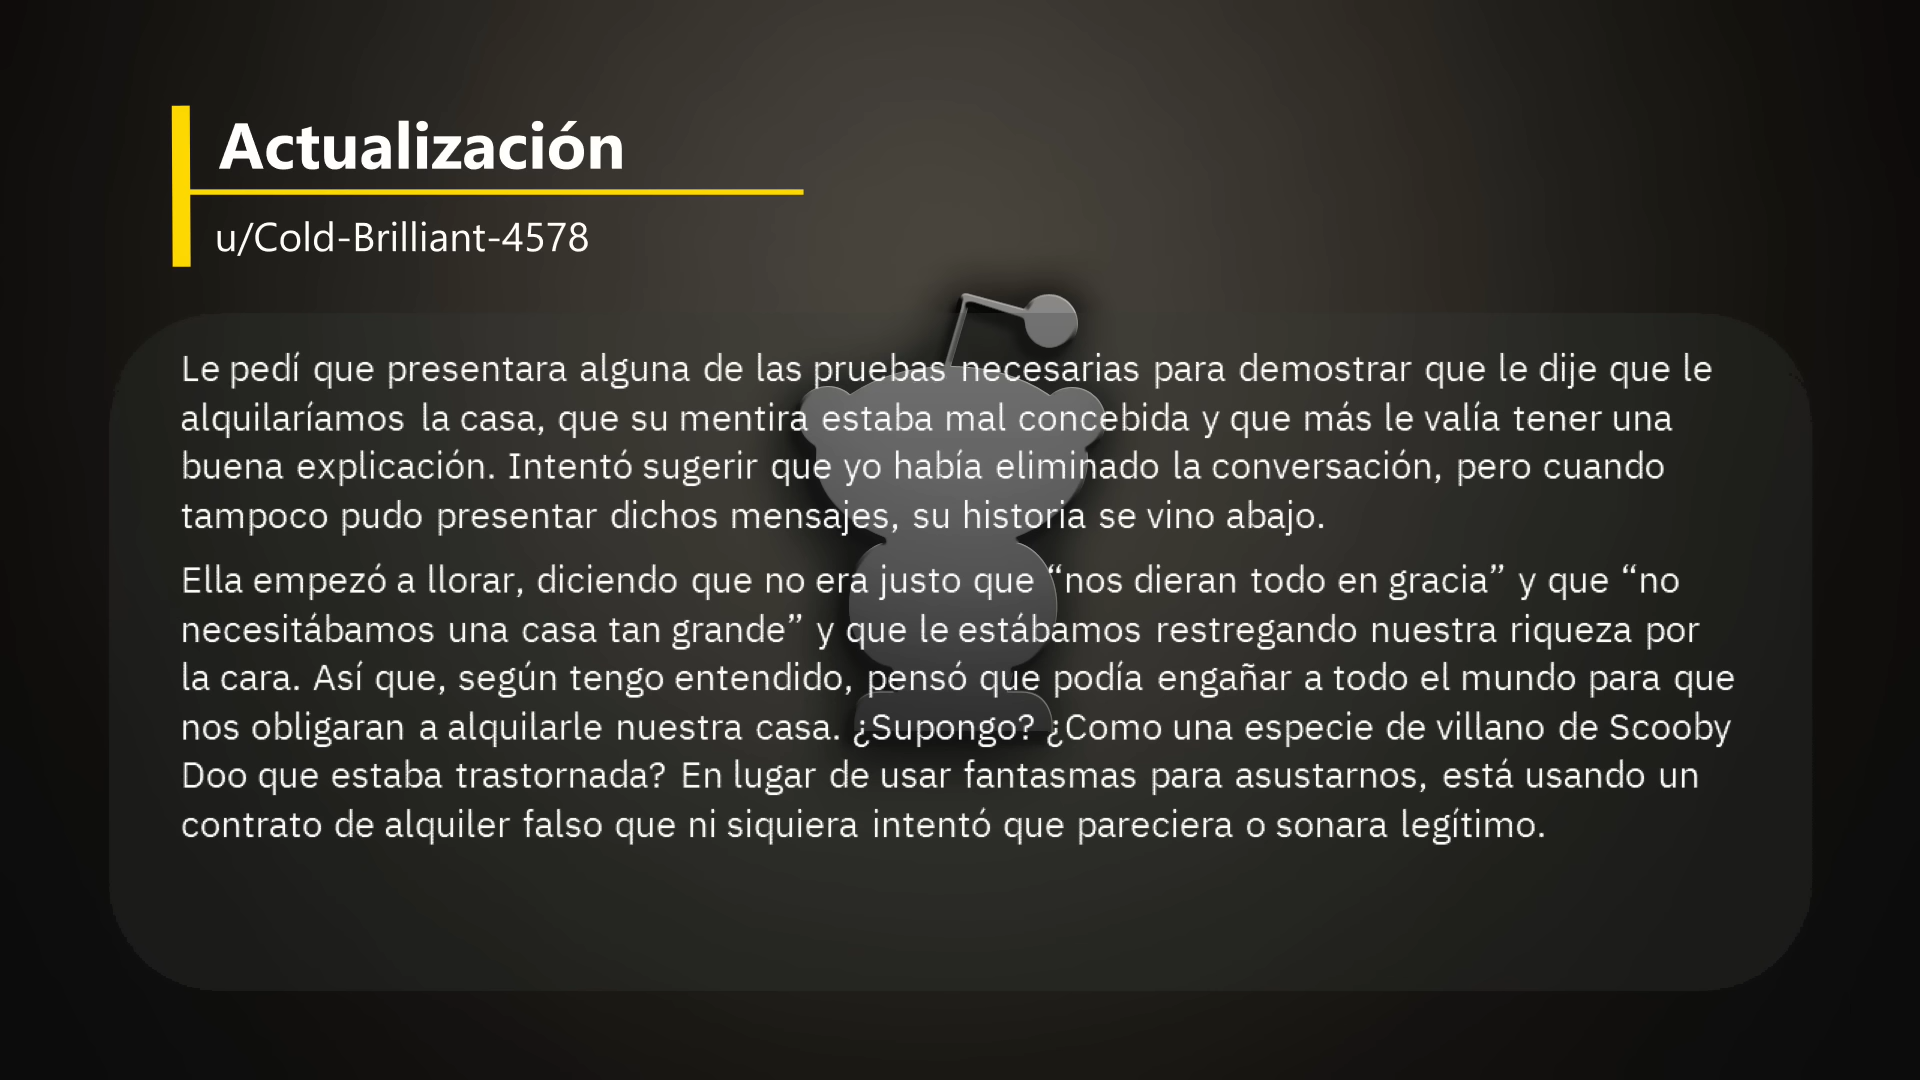 Actualización
u/Cold-Brilliant-4578
Le pedí que presentara alguna de las pruebas necesarias para demostrar que le dije que le
alquilaríamos la casa, que su mentira estaba mal concebida y que más le valía tener una
buena explicación. Intentó sugerir que yo había eliminado la conversación, pero cuando
tampoco pudo presentar dichos mensajes, su historia se vino abajo.
Ella empezó a llorar, diciendo que no era justo que “nos dieran todo en gracia” y que “no
necesitábamos una casa tan grande” y que le estábamos restregando nuestra riqueza por
la cara. Así que, según tengo entendido, pensó que podía engañar a todo el mundo para que
nos obligaran a alquilarle nuestra casa. ¿Supongo? ¿Como una especie de villano de Scooby
Doo que estaba trastornada? En lugar de usar fantasmas para asustarnos, está usando un
contrato de alquiler falso que ni siquiera intentó que pareciera o sonara legítimo.